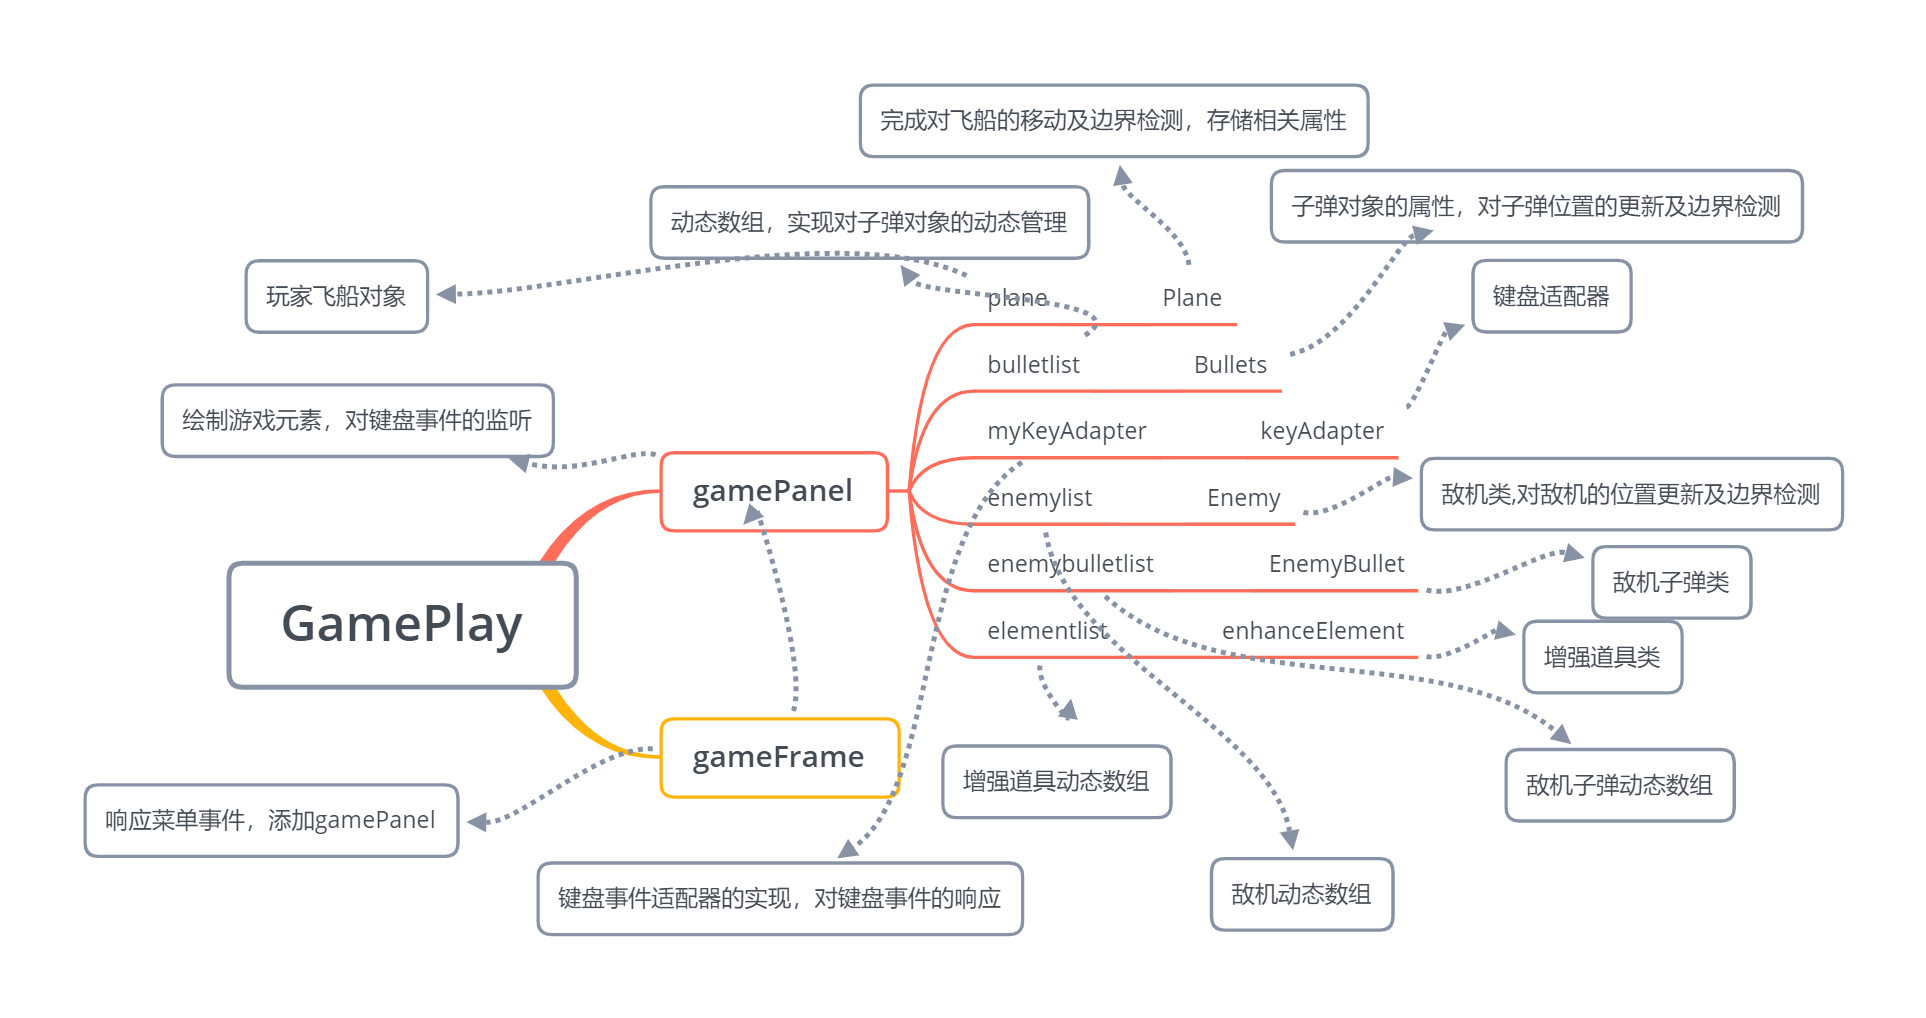 完成对飞船的移动及边界检测，存储相关属性
子弹对象的属性，对子弹位置的更新及边界检测
动态数组，实现对子弹对象的动态管理
玩家飞船对象
plane Plane
键盘适配器
bulletlist Bullets
绘制游戏元素，对键盘事件的监听
myKeyAdapter keyAdapter
gamePanel
enemylist Enemy
敌机类,对敌机的位置更新及边界检测
enemybulletlist EnemyBullet
敌机子弹类
GamePlay
elementlist enhanceElement
增强道具类
gameFrame
增强道具动态数组
敌机子弹动态数组
响应菜单事件，添加gamePanel
键盘事件适配器的实现，对键盘事件的响应
敌机动态数组